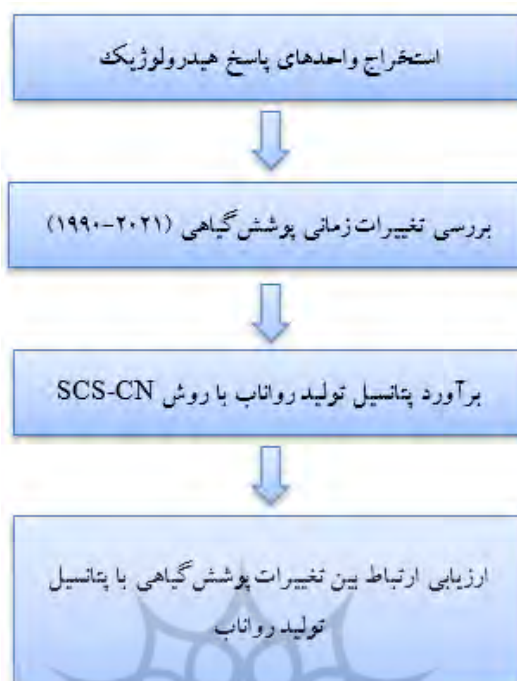 استخراج واحدهای پاسخ هیدرولوژیک
بررسی تغییرات زمانی پوشش‌گیاهی (۲۰۲۱-۱۹۹۰)
برآورد پتانسیل تولید رواناب با روش SCS-CN
ارزیابی ارتباط بین تغییرات پوشش‌گیاهی با پتانسیل
تولید رواناب